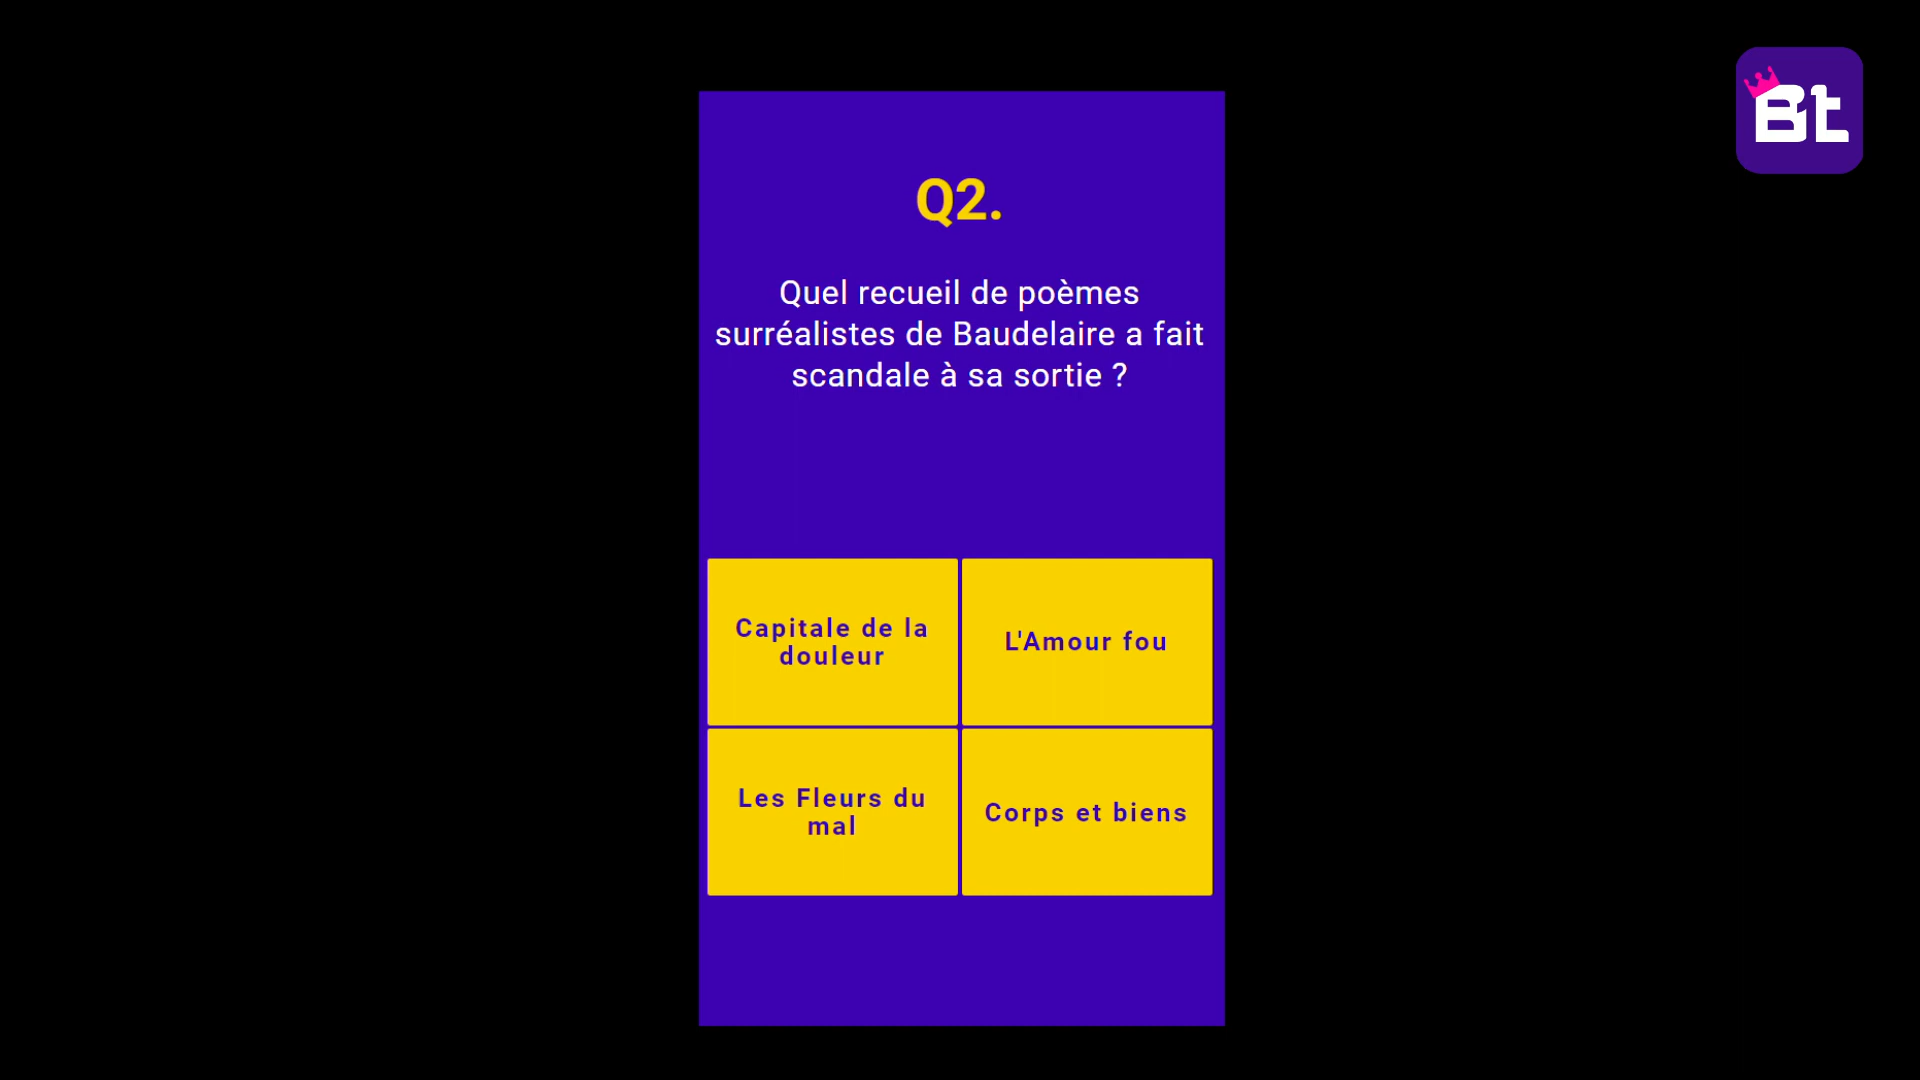 Bt
Q2.
Quel recueil de poèmes
surréalistes de Baudelaire a fait
scandale à sa sortie ?
Capitale de la
douleur
L'Amour fou
Les Fleurs du
mal
Corps et biens